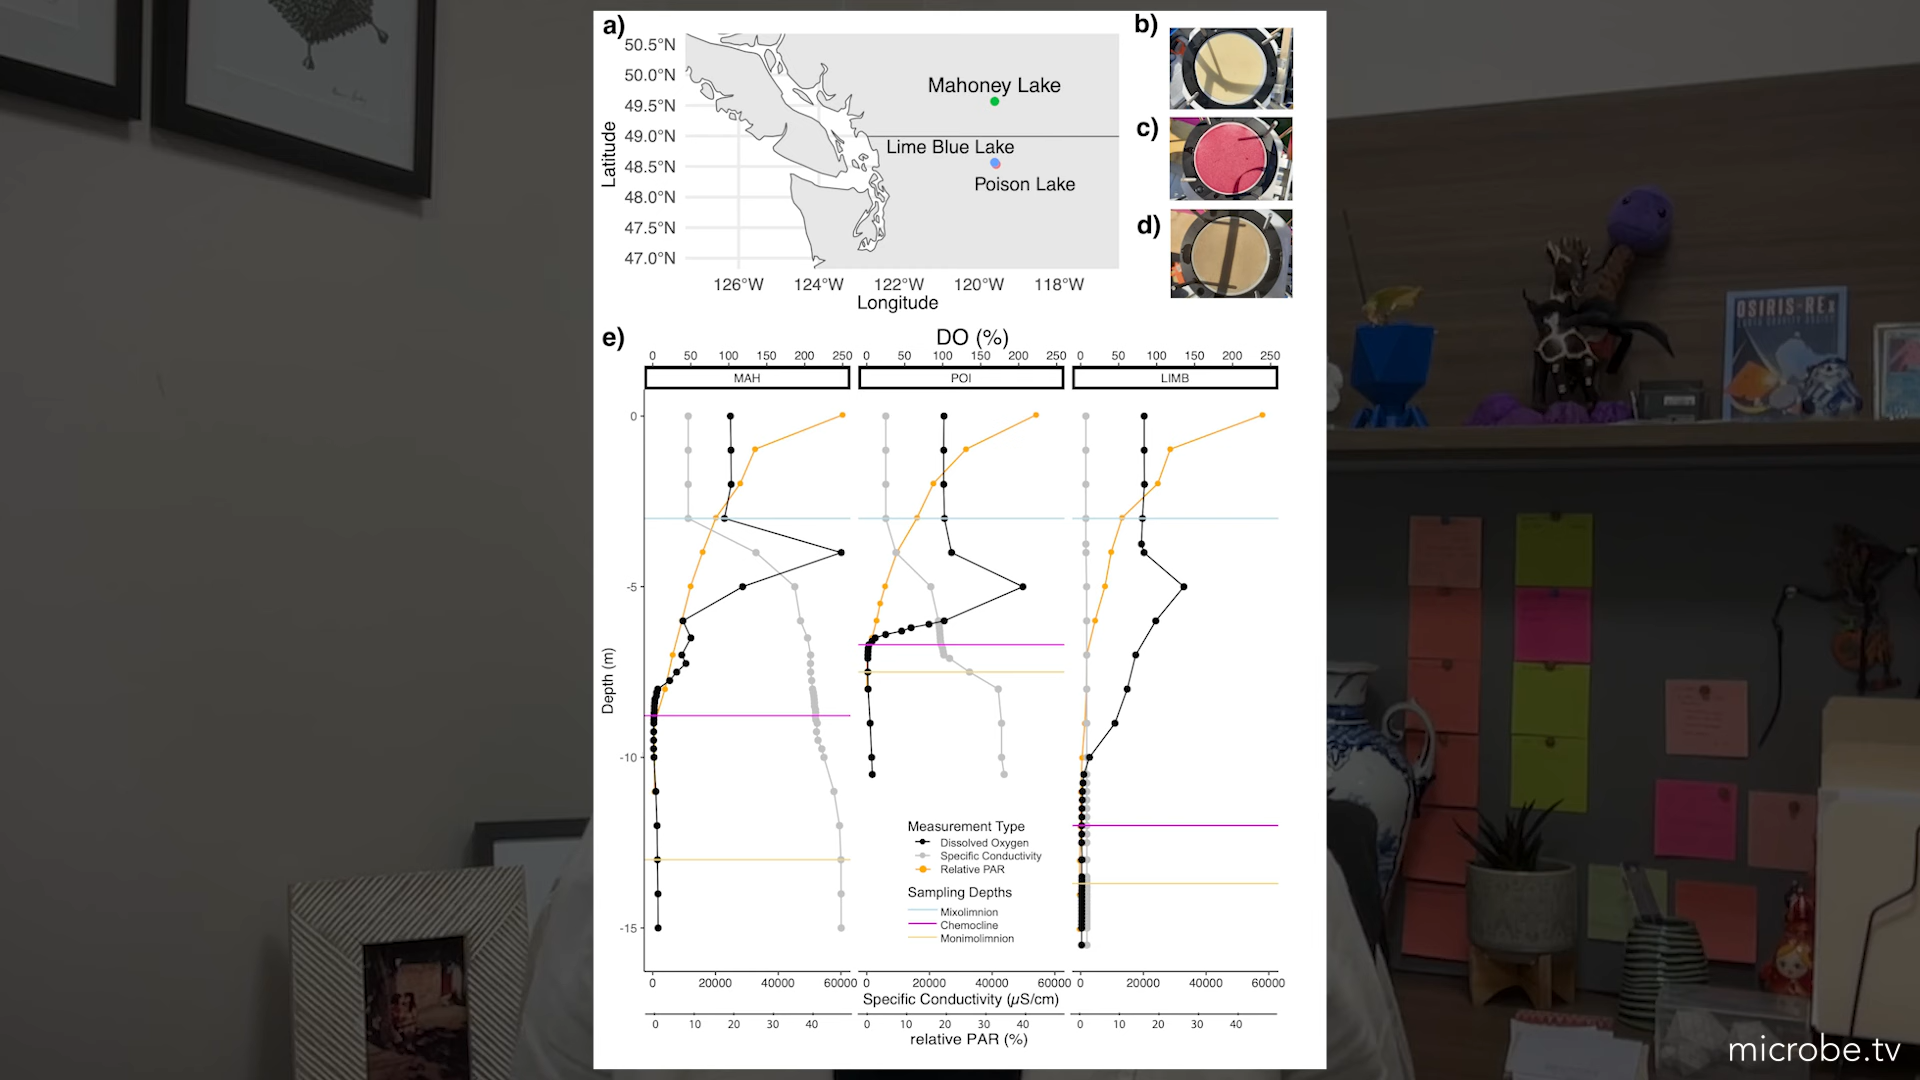 a)
50.5°N
50.0°N
49.5°N
49.0°N
48.5°N
48.0°N
47.5°N
47.0°N
Latitude
Mahoney Lake
Lime Blue Lake
Poison Lake
126°W 124°W 122°W 120°W 118°W
Longitude
b)
c)
d)
e)
DO (%)
0 50 100 150 200 250 0 50 100 150 200 250 0 50 100 150 200 250
MAH POI LIMB
0
-5
-10
-15
Depth (m)
Measurement Type
Dissolved Oxygen
Specific Conductivity
Relative PAR
Sampling Depths
Mixolimnion
Chemocline
Monimolimnion
0 20000 40000 60000 0 20000 40000 60000 0 20000 40000 60000
Specific Conductivity (µS/cm)
0 10 20 30 40 0 10 20 30 40 0 10 20 30 40
relative PAR (%)
OSIRIS-REx
microbe.tv